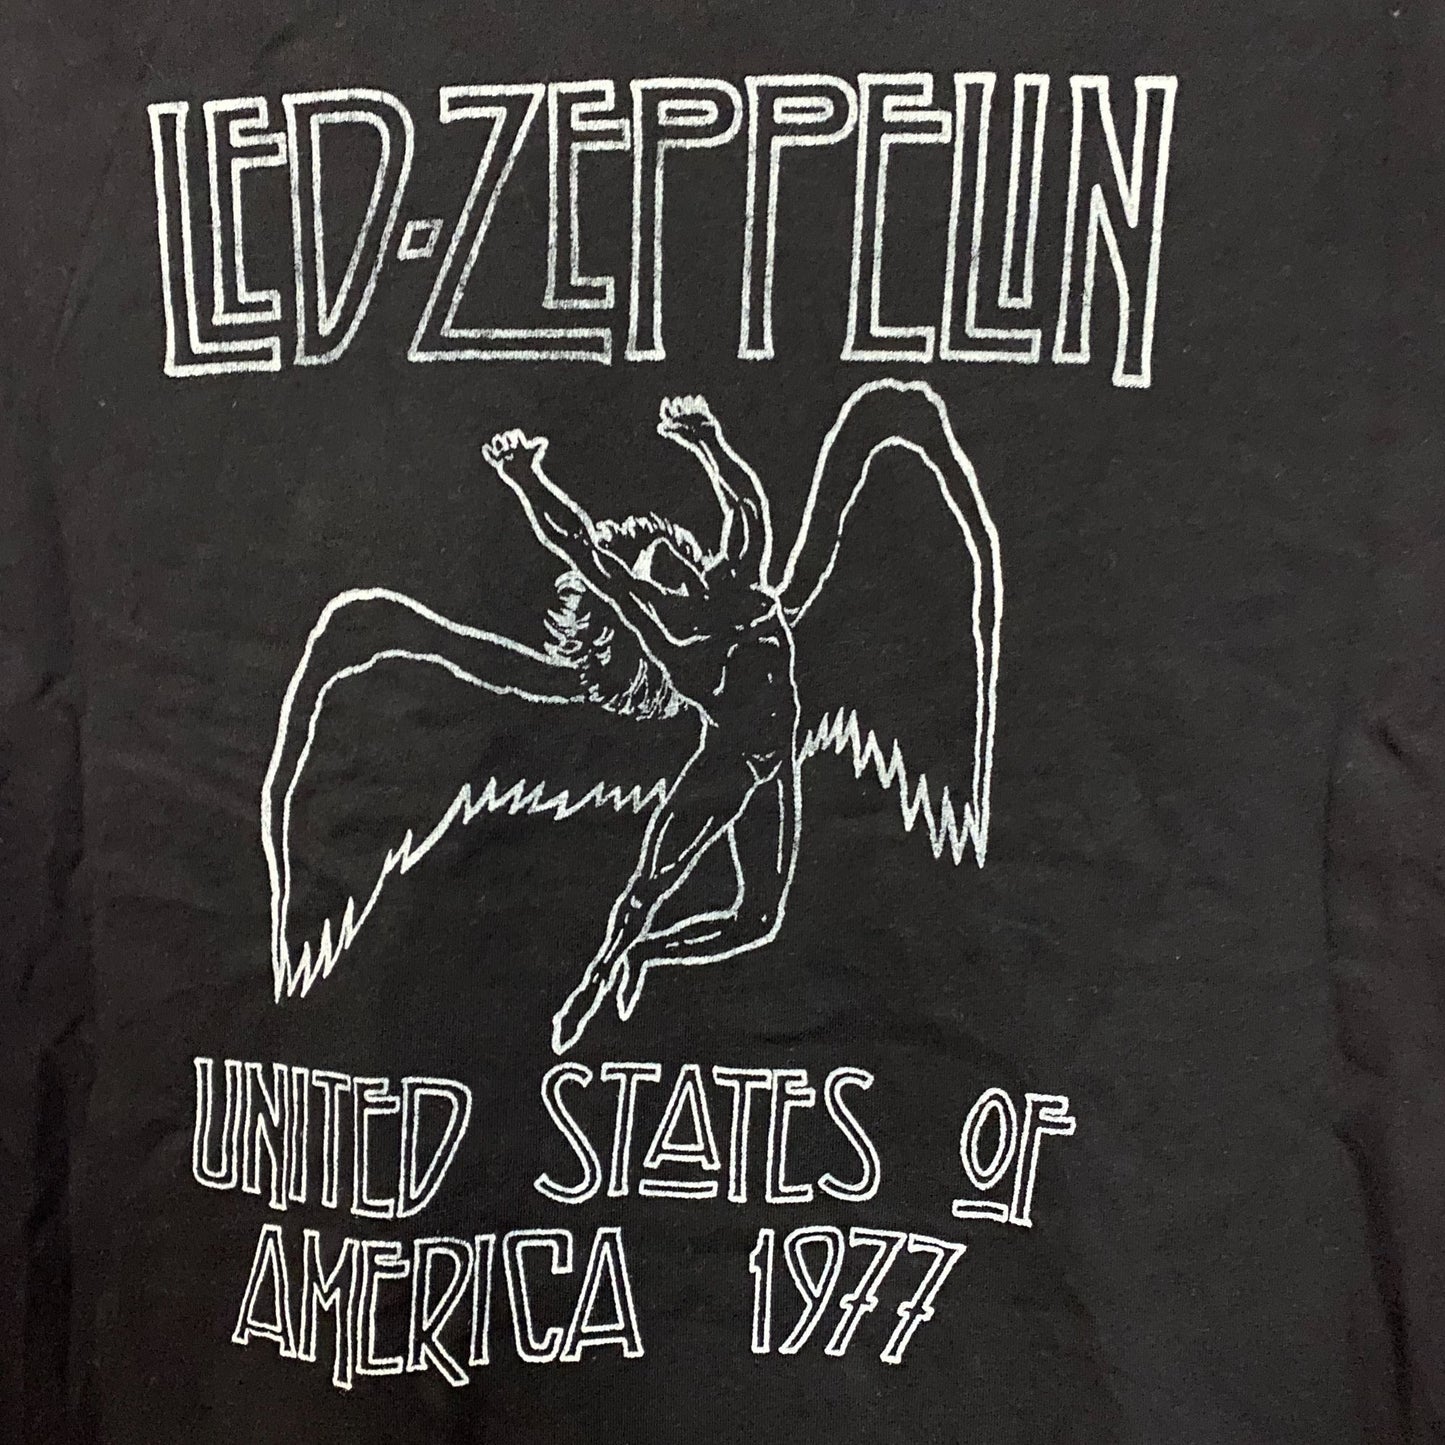 LED-ZEPPELIN
UNITED STATES OF
AMERICA 1977